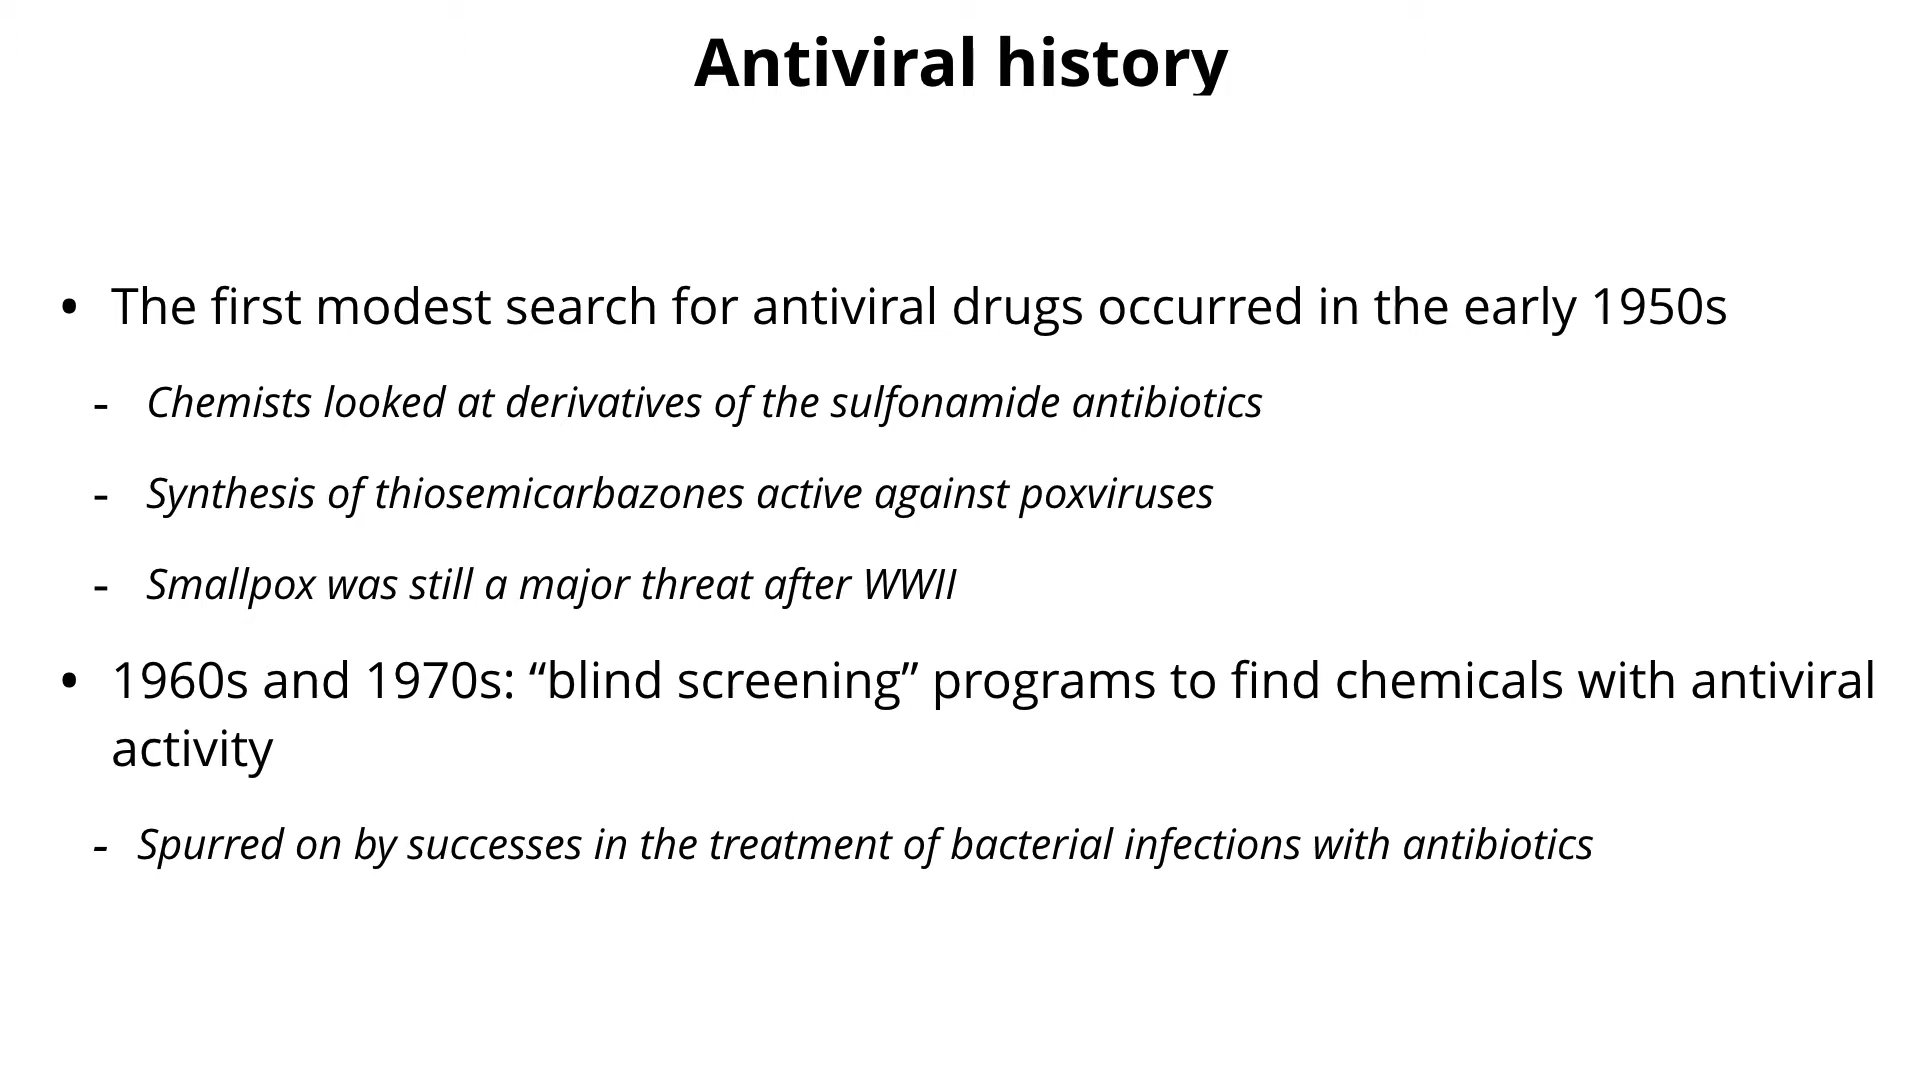 Antiviral history
• The first modest search for antiviral drugs occurred in the early 1950s
- Chemists looked at derivatives of the sulfonamide antibiotics
- Synthesis of thiosemicarbazones active against poxviruses
- Smallpox was still a major threat after WWII
• 1960s and 1970s: “blind screening” programs to find chemicals with antiviral
activity
- Spurred on by successes in the treatment of bacterial infections with antibiotics